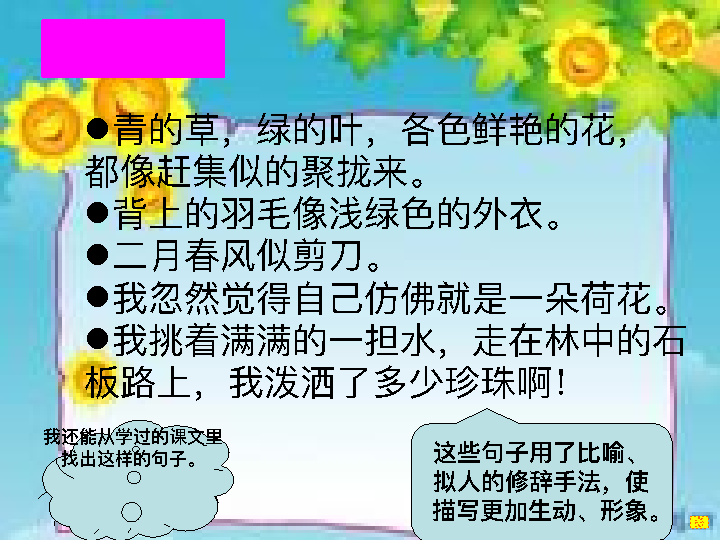 ●青的草，绿的叶，各色鲜艳的花，
都像赶集似的聚拢来。
●背上的羽毛像浅绿色的外衣。
●二月春风似剪刀。
●我忽然觉得自己仿佛就是一朵荷花。
●我挑着满满的一担水，走在林中的石
板路上，我泼洒了多少珍珠啊！
我还能从学过的课文里
找出这样的句子。
这些句子用了比喻、
拟人的修辞手法，使
描写更加生动、形象。